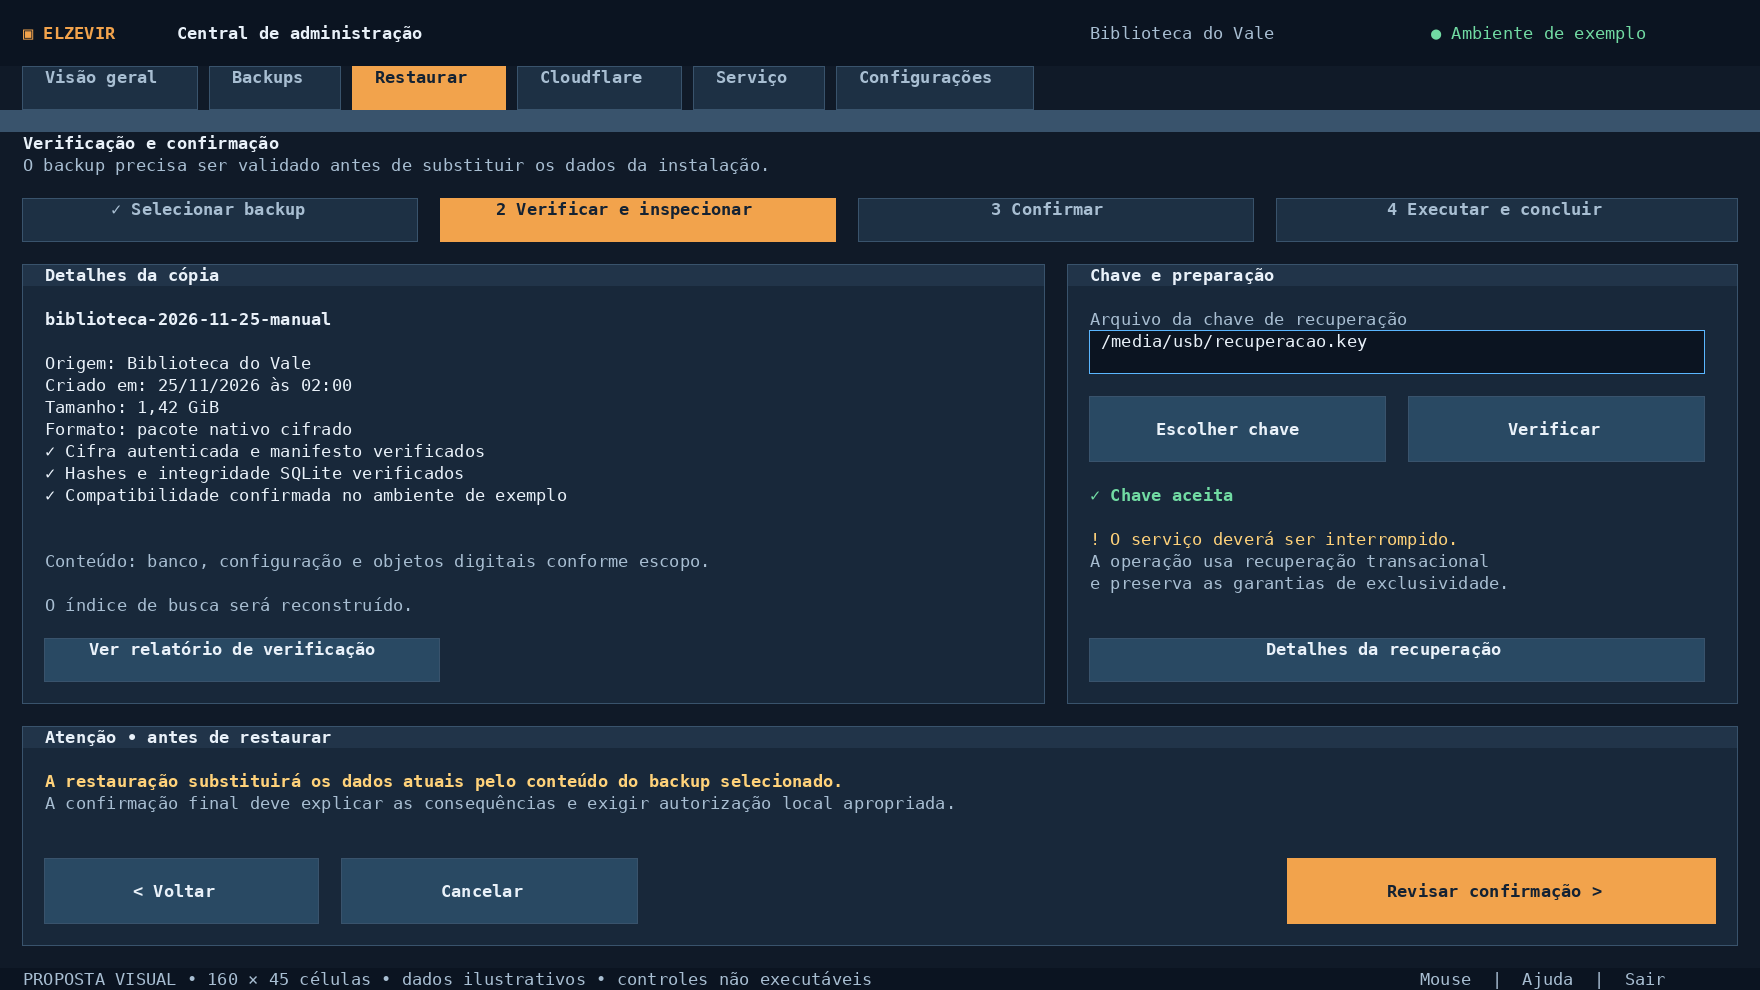 ▣ ELZEVIR Central de administração Biblioteca do Vale ● Ambiente de exemplo
Visão geral Backups Restaurar Cloudflare Serviço Configurações
Verificação e confirmação
O backup precisa ser validado antes de substituir os dados da instalação.
✓ Selecionar backup 2 Verificar e inspecionar 3 Confirmar 4 Executar e concluir
Detalhes da cópia
biblioteca-2026-11-25-manual
Origem: Biblioteca do Vale
Criado em: 25/11/2026 às 02:00
Tamanho: 1,42 GiB
Formato: pacote nativo cifrado
✓ Cifra autenticada e manifesto verificados
✓ Hashes e integridade SQLite verificados
✓ Compatibilidade confirmada no ambiente de exemplo
Conteúdo: banco, configuração e objetos digitais conforme escopo.
O índice de busca será reconstruído.
Ver relatório de verificação
Chave e preparação
Arquivo da chave de recuperação
/media/usb/recuperacao.key
Escolher chave Verificar
✓ Chave aceita
! O serviço deverá ser interrompido.
A operação usa recuperação transacional
e preserva as garantias de exclusividade.
Detalhes da recuperação
Atenção • antes de restaurar
A restauração substituirá os dados atuais pelo conteúdo do backup selecionado.
A confirmação final deve explicar as consequências e exigir autorização local apropriada.
< Voltar Cancelar Revisar confirmação >
PROPOSTA VISUAL • 160 × 45 células • dados ilustrativos • controles não executáveis Mouse | Ajuda | Sair